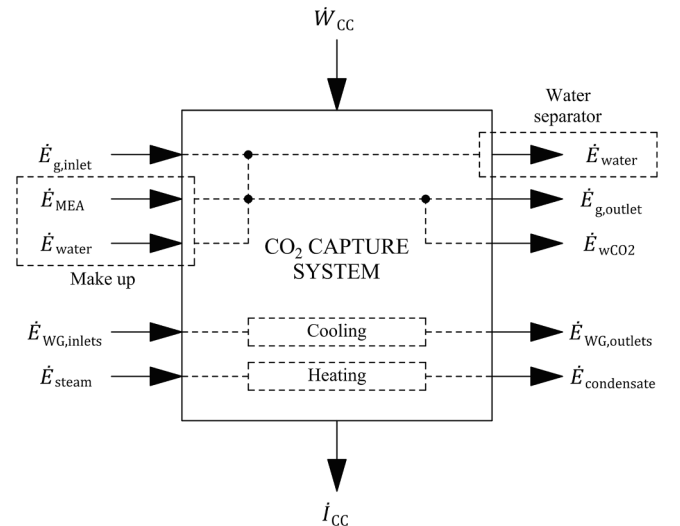 Ẇ_CC
Water
separator
Ė_g,inlet
Ė_water
Ė_MEA
Ė_g,outlet
Ė_water
Ė_wCO2
CO₂ CAPTURE
SYSTEM
Make up
Ė_WG,inlets
Cooling
Ė_WG,outlets
Ė_steam
Heating
Ė_condensate
İ_CC